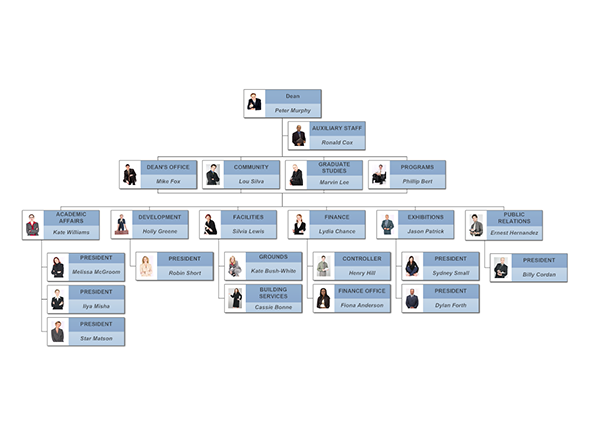 Dean
Peter Murphy
AUXILIARY STAFF
Ronald Cox
DEAN'S OFFICE
Mike Fox
COMMUNITY
Lou Silva
GRADUATE
STUDIES
Marvin Lee
PROGRAMS
Phillip Bert
ACADEMIC
AFFAIRS
Kate Williams
DEVELOPMENT
Holly Greene
FACILITIES
Silvia Lewis
FINANCE
Lydia Chance
EXHIBITIONS
Jason Patrick
PUBLIC
RELATIONS
Ernest Hernandez
PRESIDENT
Melissa McGroom
PRESIDENT
Robin Short
GROUNDS
Kate Bush-White
CONTROLLER
Henry Hill
PRESIDENT
Sydney Small
PRESIDENT
Billy Cordan
PRESIDENT
Ilya Misha
BUILDING
SERVICES
Cassie Bonne
FINANCE OFFICE
Fiona Anderson
PRESIDENT
Dylan Forth
PRESIDENT
Star Matson